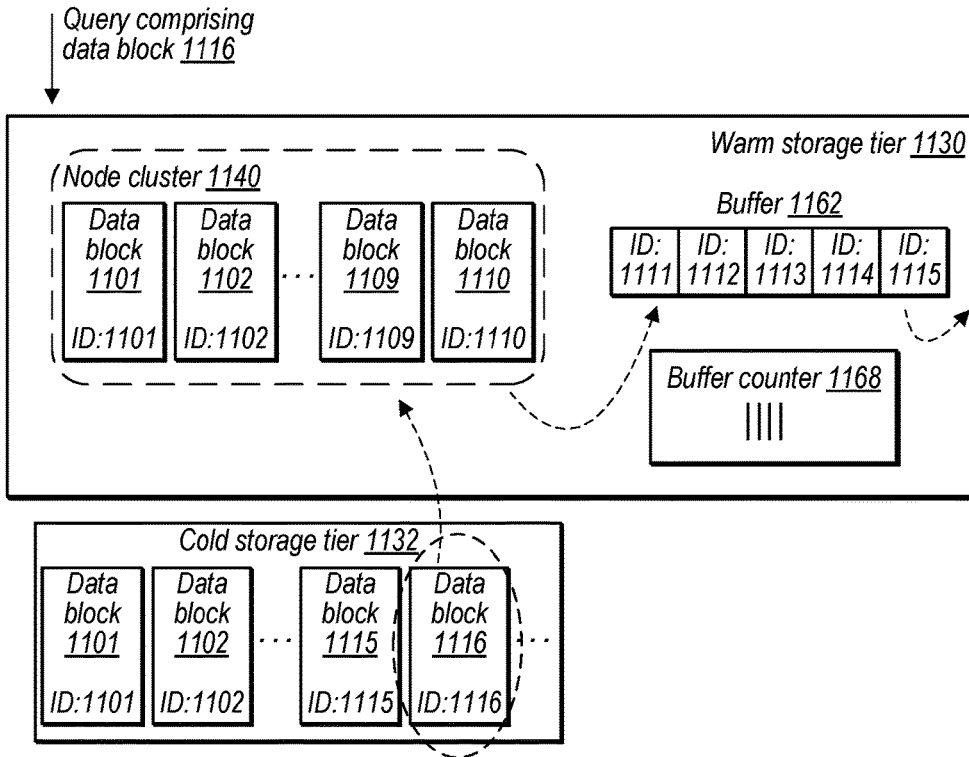 Query comprising
data block 1116
Warm storage tier 1130
Node cluster 1140
Data
block
1101
ID:1101
Data
block
1102
ID:1102
...
Data
block
1109
ID:1109
Data
block
1110
ID:1110
Buffer 1162
ID:
1111
ID:
1112
ID:
1113
ID:
1114
ID:
1115
Buffer counter 1168
||||
Cold storage tier 1132
Data
block
1101
ID:1101
Data
block
1102
ID:1102
...
Data
block
1115
ID:1115
Data
block
1116
ID:1116
...